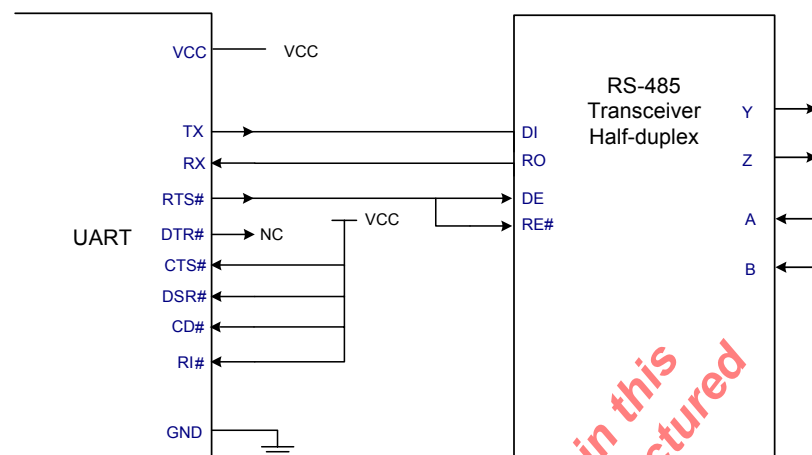 VCC
VCC
TX
RX
RTS#
DTR#
NC
CTS#
DSR#
CD#
RI#
GND
UART
VCC
RS-485
Transceiver
Half-duplex
DI
RO
DE
RE#
Y
Z
A
B
in this